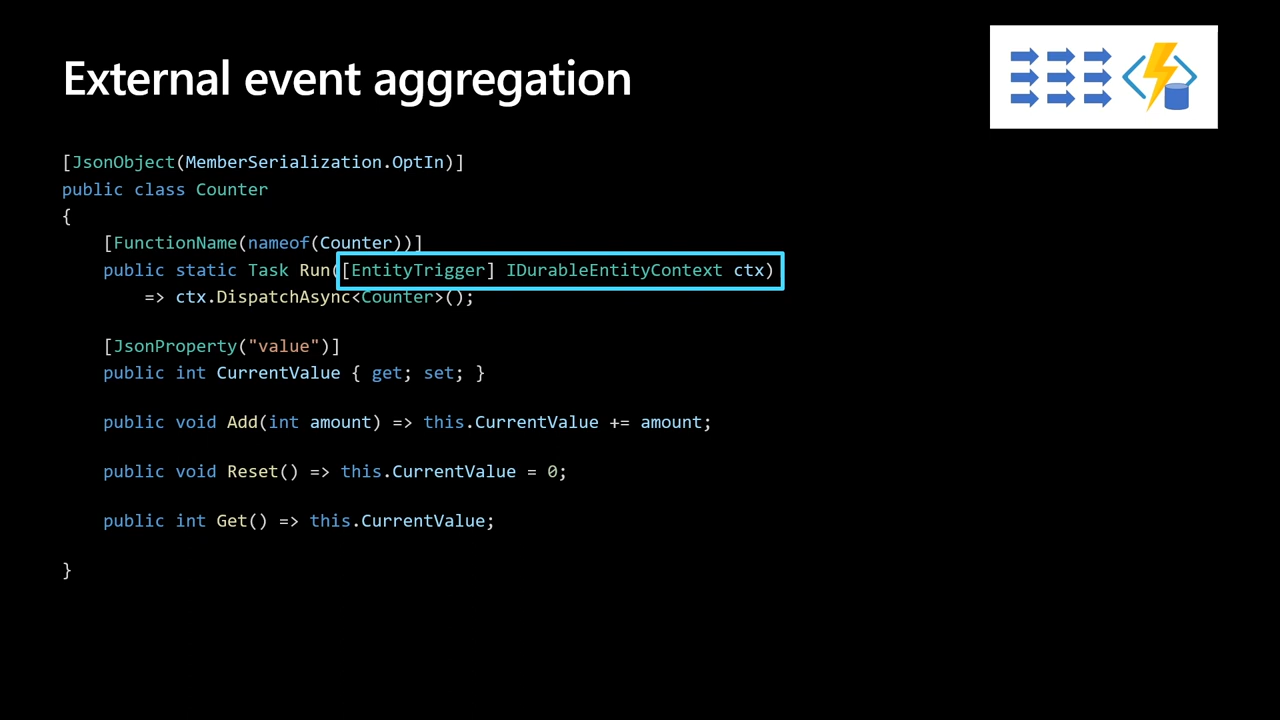 External event aggregation
[JsonObject(MemberSerialization.OptIn)]
public class Counter
{
    [FunctionName(nameof(Counter))]
    public static Task Run([EntityTrigger] IDurableEntityContext ctx)
        => ctx.DispatchAsync<Counter>();
    [JsonProperty("value")]
    public int CurrentValue { get; set; }
    public void Add(int amount) => this.CurrentValue += amount;
    public void Reset() => this.CurrentValue = 0;
    public int Get() => this.CurrentValue;
}